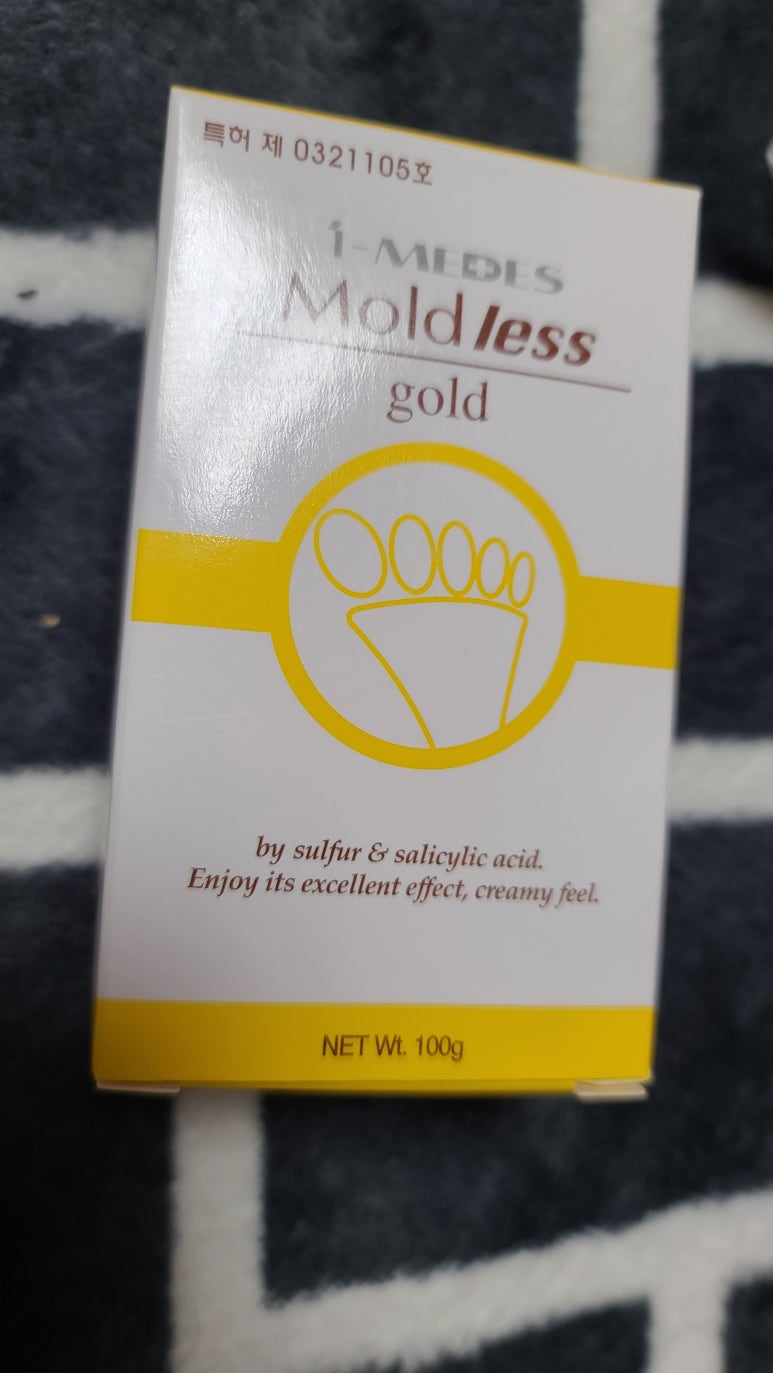 특허 제 0321105호
i-MEDES
Moldless
gold
by sulfur & salicylic acid.
Enjoy its excellent effect, creamy feel.
NET Wt. 100g